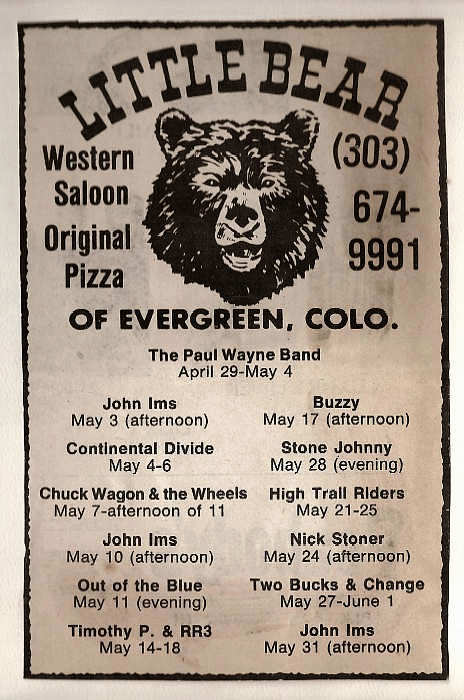 LITTLE BEAR
Western
Saloon
Original
Pizza
(303)
674-
9991
OF EVERGREEN, COLO.
The Paul Wayne Band
April 29-May 4
John Ims
May 3 (afternoon)
Continental Divide
May 4-6
Chuck Wagon & the Wheels
May 7-afternoon of 11
John Ims
May 10 (afternoon)
Out of the Blue
May 11 (evening)
Timothy P. & RR3
May 14-18
Buzzy
May 17 (afternoon)
Stone Johnny
May 28 (evening)
High Trail Riders
May 21-25
Nick Stoner
May 24 (afternoon)
Two Bucks & Change
May 27-June 1
John Ims
May 31 (afternoon)